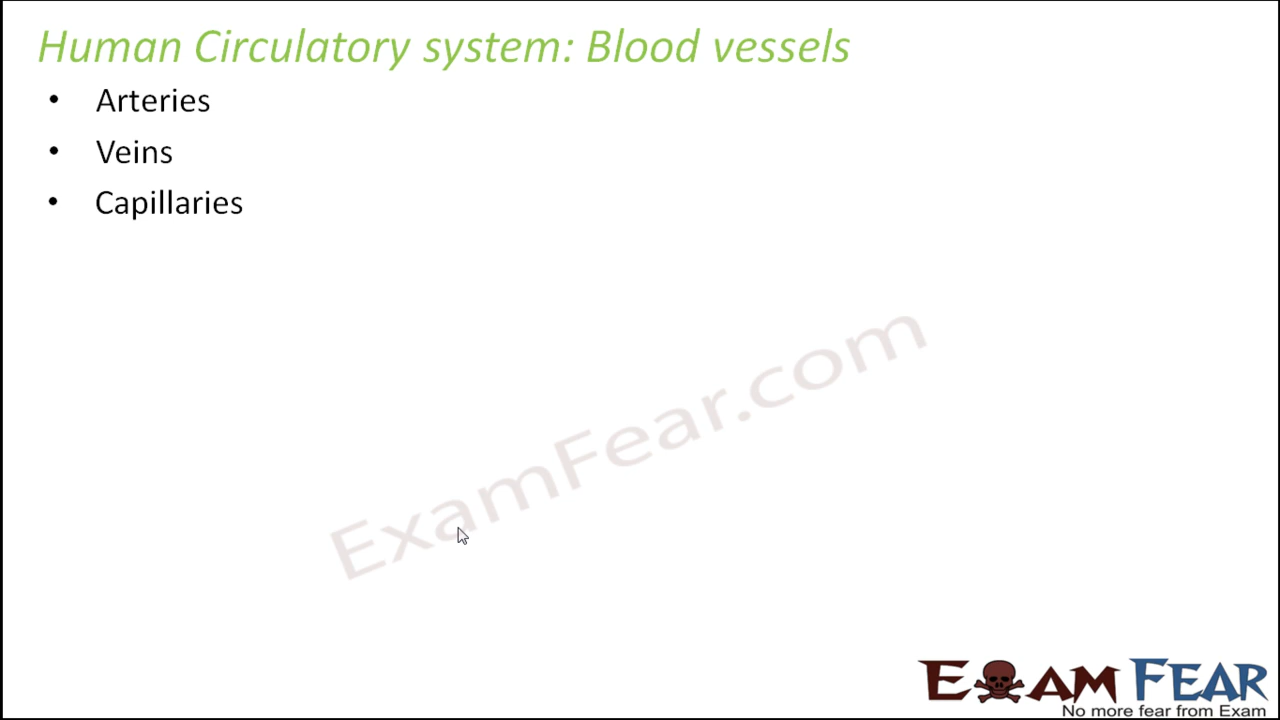 Human Circulatory system: Blood vessels
• Arteries
• Veins
• Capillaries
ExamFear.com
EXAM FEAR
No more fear from Exam